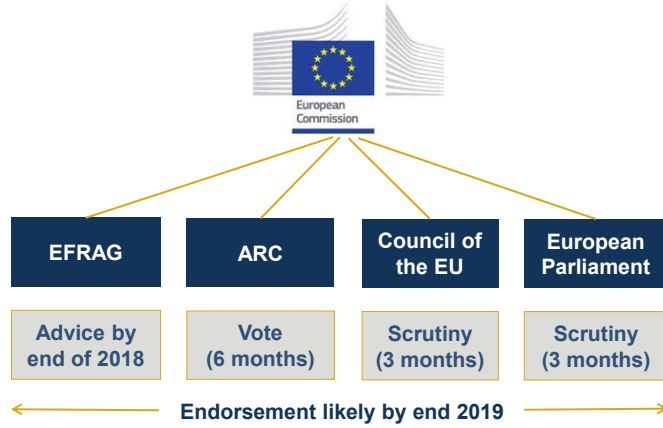 European
Commission
EFRAG
ARC
Council of
the EU
European
Parliament
Advice by
end of 2018
Vote
(6 months)
Scrutiny
(3 months)
Scrutiny
(3 months)
Endorsement likely by end 2019